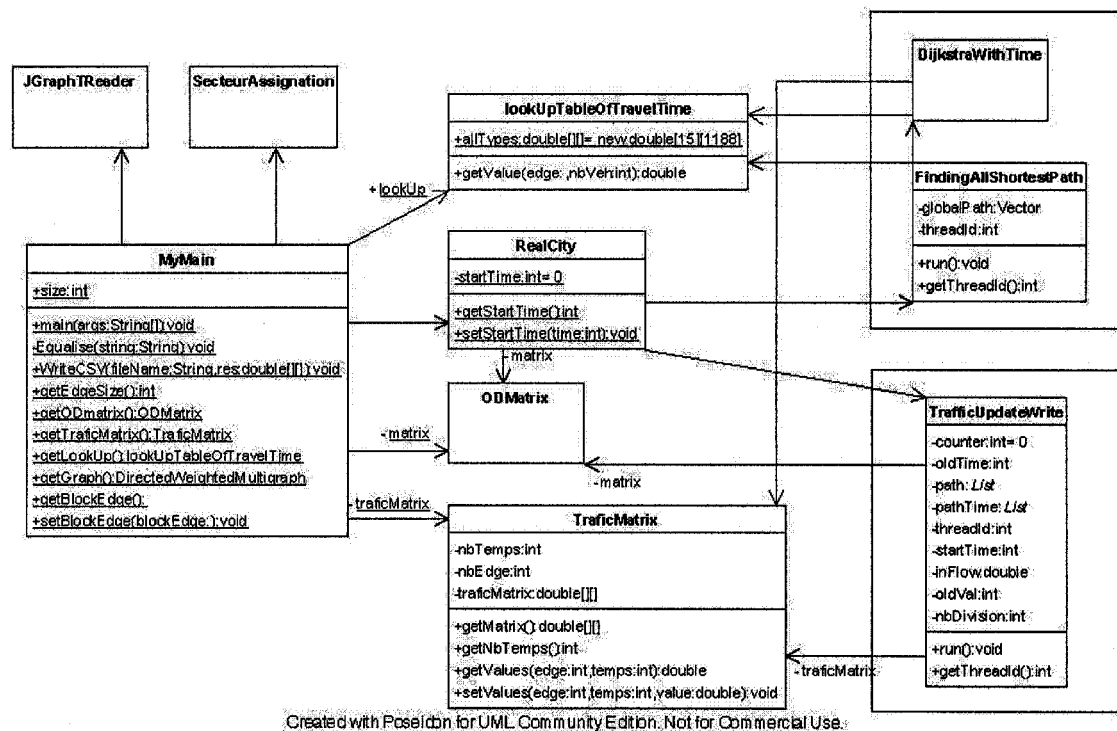 JGraphTReader
SecteurAssignation
lookUpTableOfTravelTime
+allTypes:double[][]= new double[15][1188]
+getValue(edge: ,nbVeh:int):double
DijkstraWithTime
FindingAllShortestPath
-globalPath:Vector
-threadId:int
+run():void
+getThreadId():int
+lookUp
MyMain
+size:int
+main(args:String[]):void
-Equalise(string:String):void
+WriteCSV(fileName:String,res:double[][]):void
+getEdgeSize():int
+getODmatrix():ODMatrix
+getTraficMatrix():TraficMatrix
+getLookUp():lookUpTableOfTravelTime
+getGraph():DirectedWeightedMultigraph
+getBlockEdge():
+setBlockEdge(blockEdge:):void
RealCity
-startTime:int= 0
+getStartTime():int
+setStartTime(time:int):void
-matrix
ODMatrix
-matrix
-matrix
-traficMatrix
TraficMatrix
-nbTemps:int
-nbEdge:int
-traficMatrix:double[][]
+getMatrix():double[][]
+getNbTemps():int
+getValues(edge:int,temps:int):double
+setValues(edge:int,temps:int,value:double):void
TrafficUpdateWrite
-counter:int= 0
-oldTime:int
-path:List
-pathTime:List
-threadId:int
-startTime:int
-inFlow:double
-oldVal:int
-nbDivision:int
+run():void
+getThreadId():int
-traficMatrix
Created with Poseidon for UML Community Edition. Not for Commercial Use.